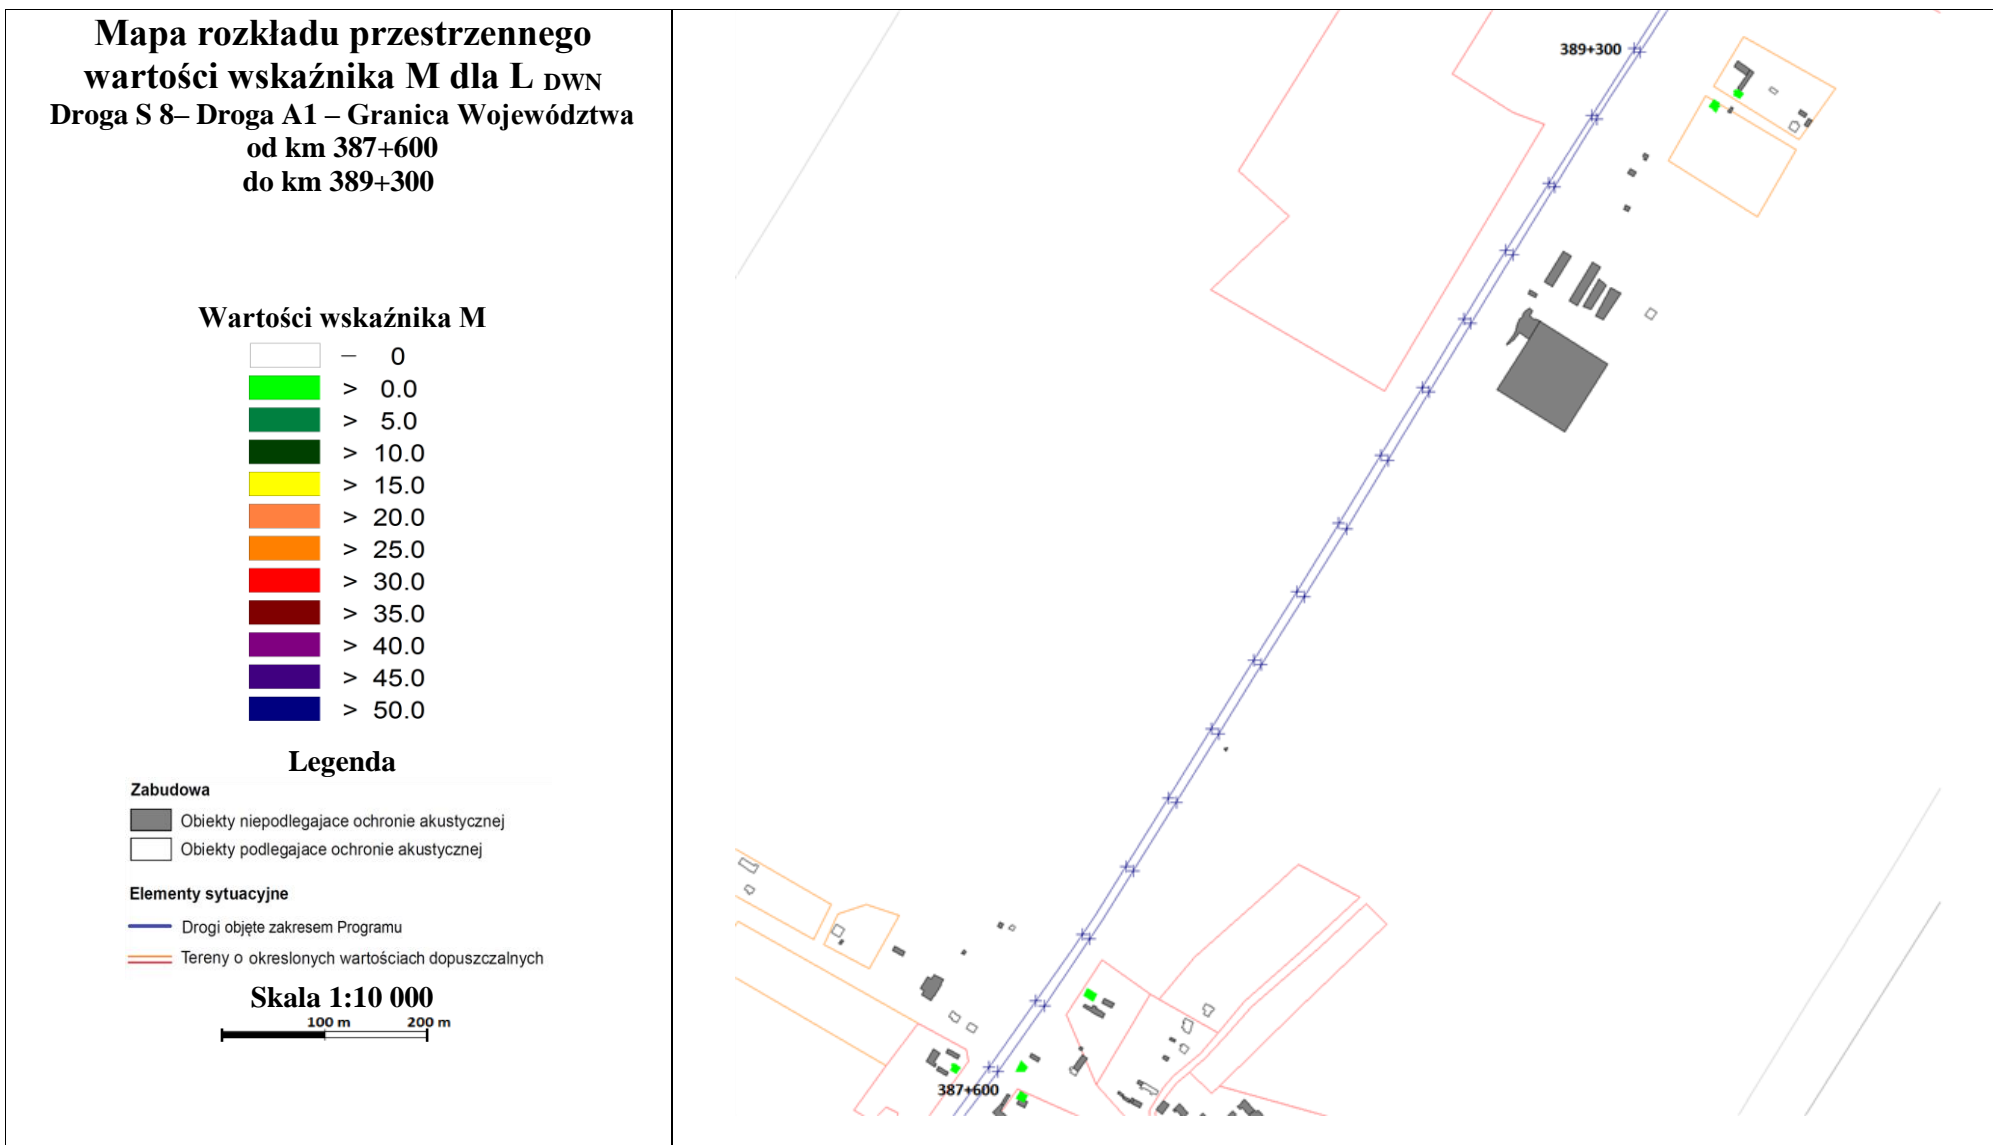 Mapa rozkładu przestrzennego
wartości wskaźnika M dla L DWN
Droga S 8– Droga A1 – Granica Województwa
od km 387+600
do km 389+300
Wartości wskaźnika M
– 0
> 0.0
> 5.0
> 10.0
> 15.0
> 20.0
> 25.0
> 30.0
> 35.0
> 40.0
> 45.0
> 50.0
Legenda
Zabudowa
Obiekty niepodlegajace ochronie akustycznej
Obiekty podlegajace ochronie akustycznej
Elementy sytuacyjne
Drogi objęte zakresem Programu
Tereny o okreslonych wartościach dopuszczalnych
Skala 1:10 000
100 m 200 m
389+300
387+600